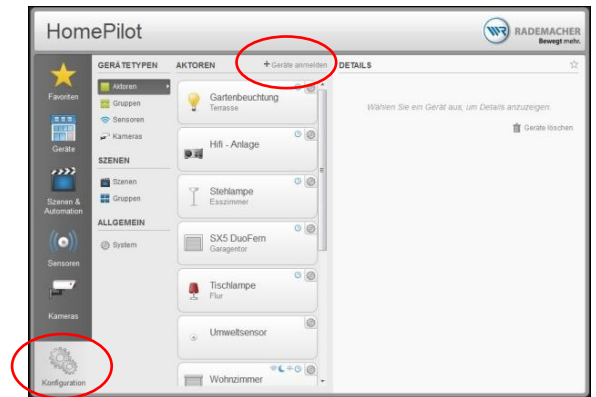 HomePilot
RADEMACHER
Bewegt mehr.
Favoriten
Geräte
Szenen &
Automation
Sensoren
Kameras
Konfiguration
GERÄTETYPEN
Aktoren
Gruppen
Sensoren
Kameras
SZENEN
Szenen
Gruppen
ALLGEMEIN
System
AKTOREN
+ Geräte anmelden
Gartenbeuchtung
Terrasse
Hifi - Anlage
Stehlampe
Esszimmer
SX5 DuoFern
Garagentor
Tischlampe
Flur
Umweltsensor
Wohnzimmer
DETAILS
Wählen Sie ein Gerät aus, um Details anzuzeigen.
Geräte löschen